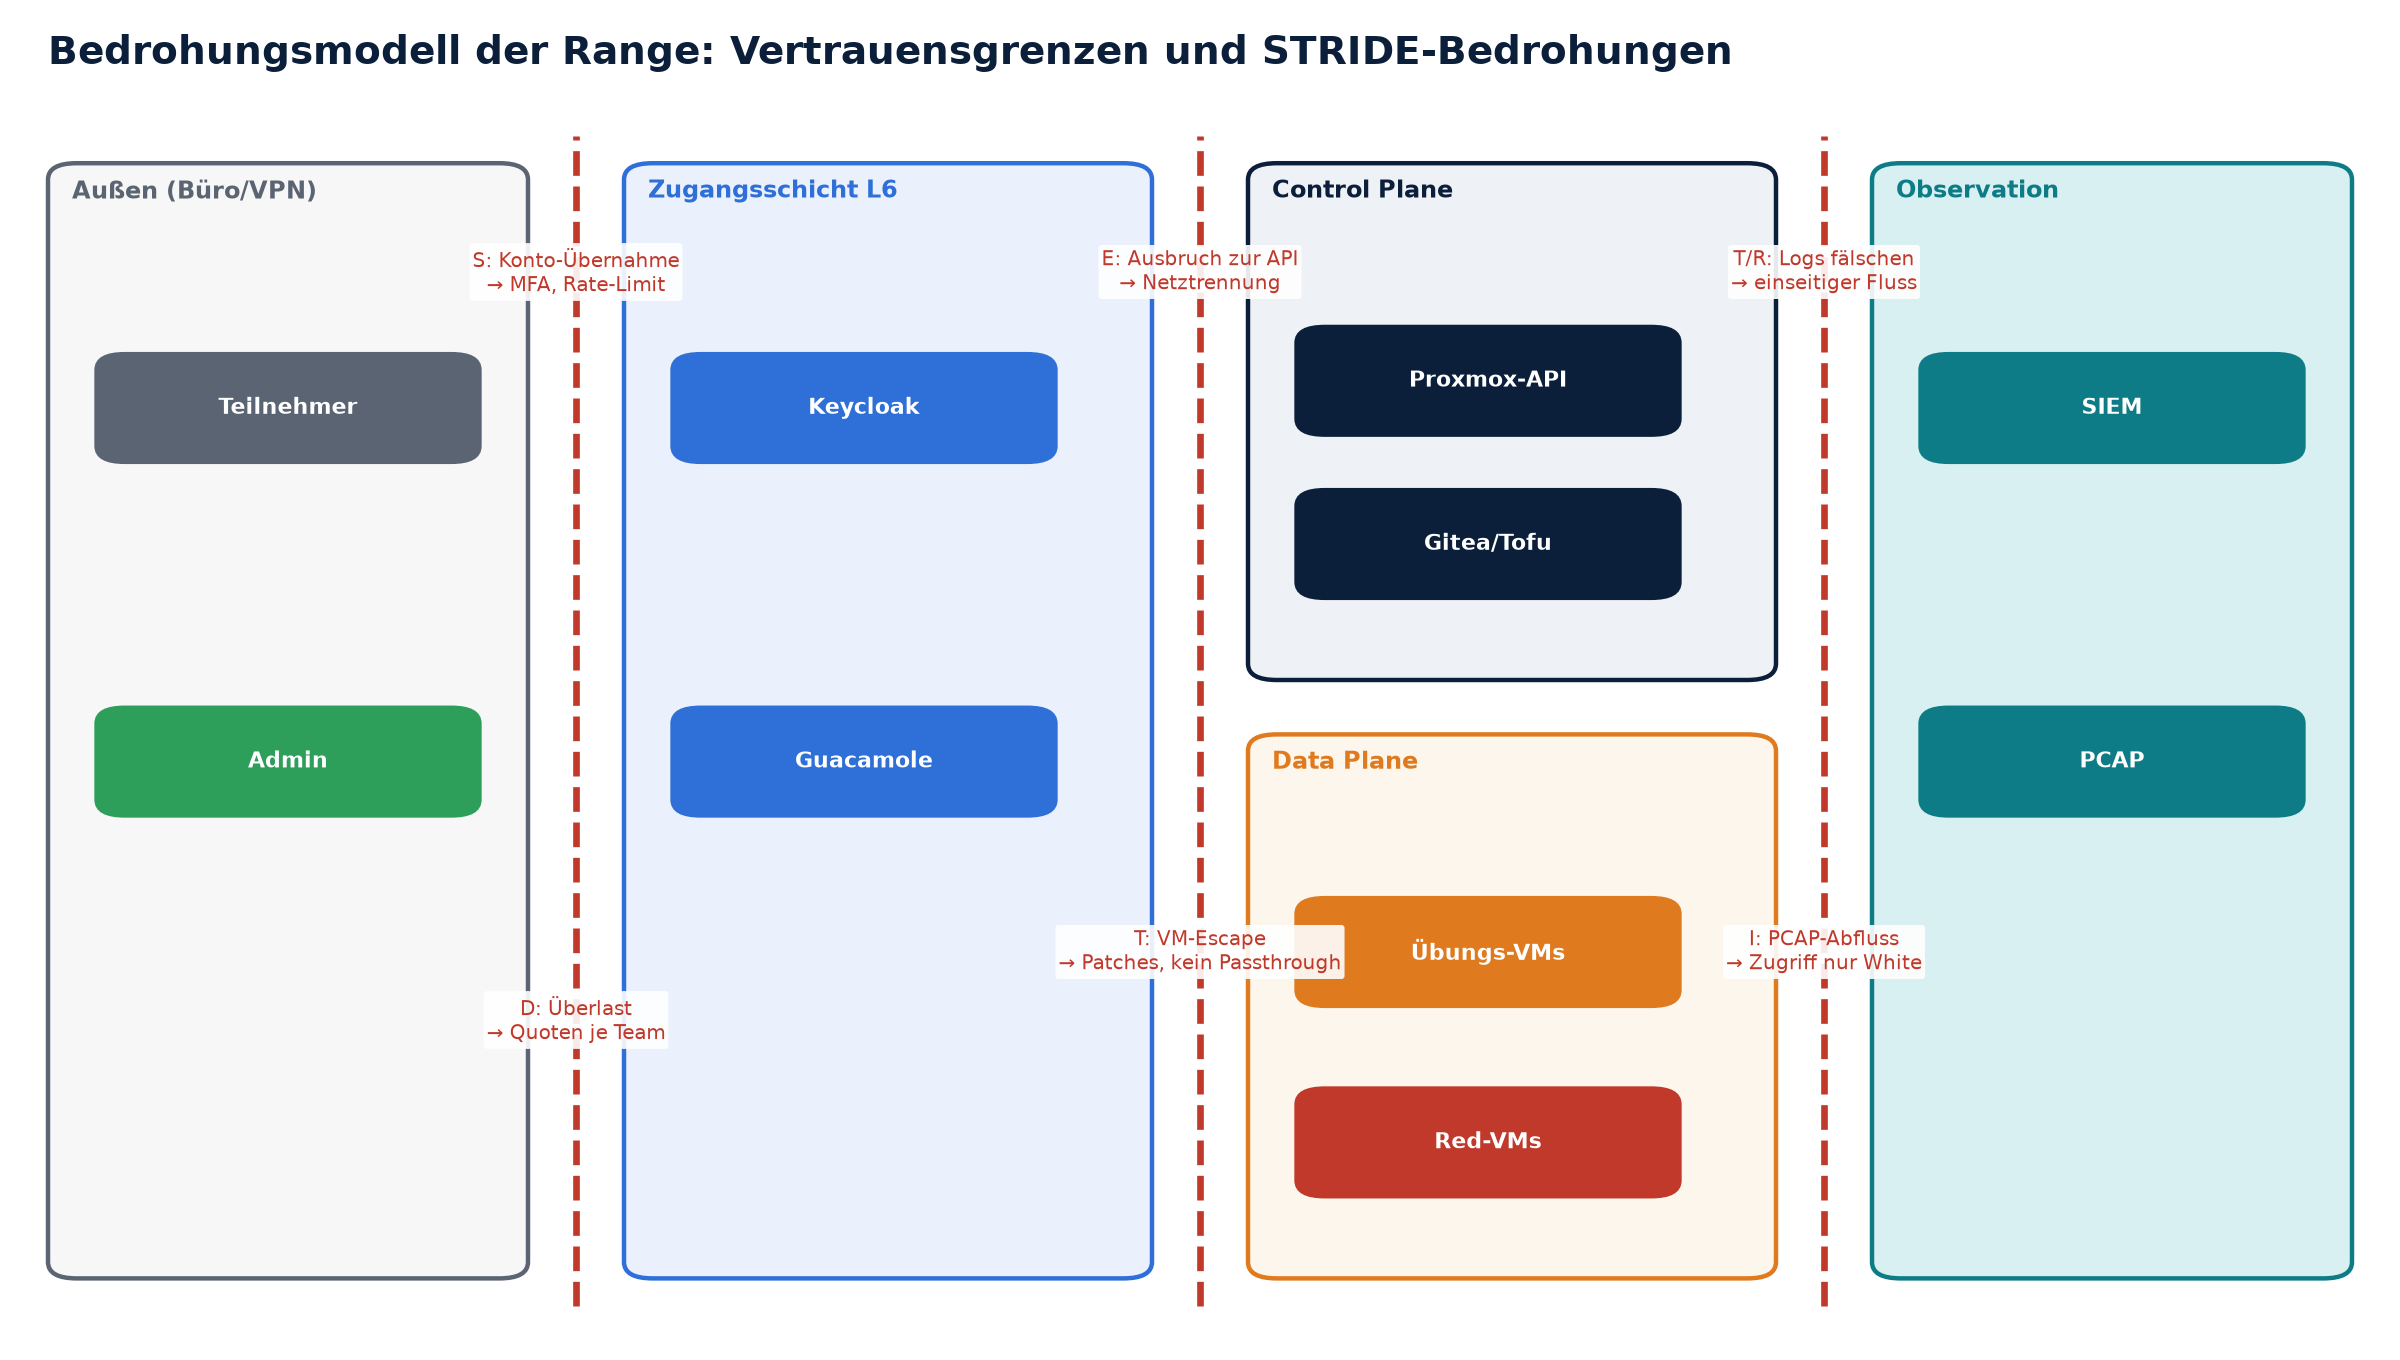 Bedrohungsmodell der Range: Vertrauensgrenzen und STRIDE-Bedrohungen
Außen (Büro/VPN)
Teilnehmer
Admin
S: Konto-Übernahme
→ MFA, Rate-Limit
D: Überlast
→ Quoten je Team
Zugangsschicht L6
Keycloak
Guacamole
E: Ausbruch zur API
→ Netztrennung
T: VM-Escape
→ Patches, kein Passthrough
Control Plane
Proxmox-API
Gitea/Tofu
Data Plane
Übungs-VMs
Red-VMs
T/R: Logs fälschen
→ einseitiger Fluss
I: PCAP-Abfluss
→ Zugriff nur White
Observation
SIEM
PCAP